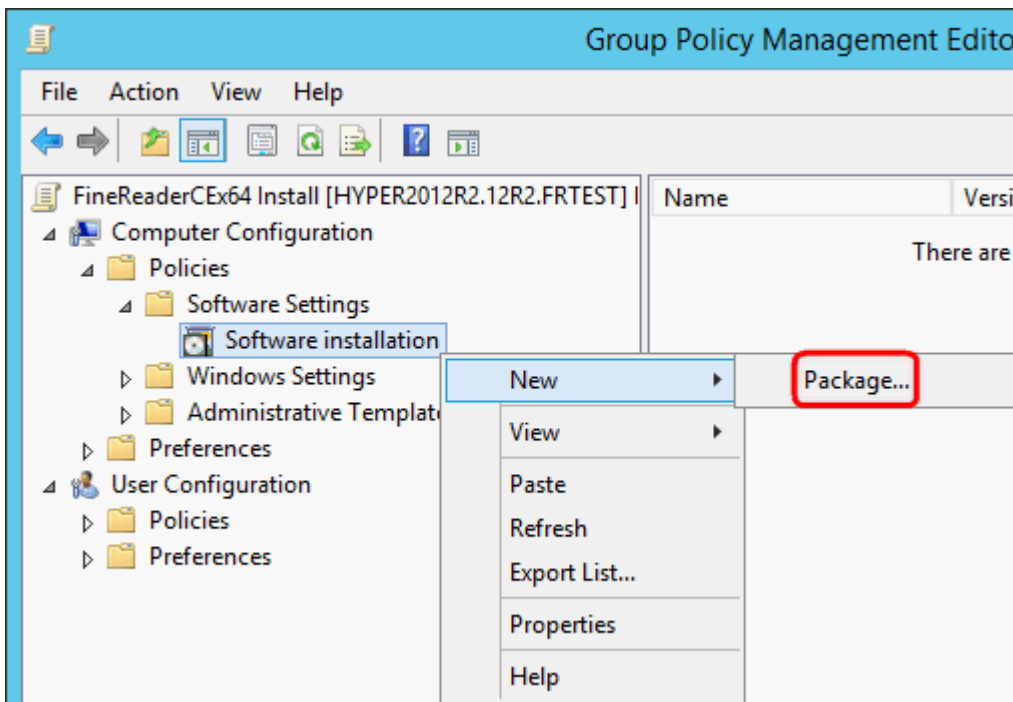 Group Policy Management Edito
File Action View Help
FineReaderCEx64 Install [HYPER2012R2.12R2.FRTEST]
Name Versi
Computer Configuration
There are
Policies
Software Settings
Software installation
Windows Settings
New
Package...
Administrative Templat
View
Preferences
User Configuration
Paste
Policies
Refresh
Preferences
Export List...
Properties
Help